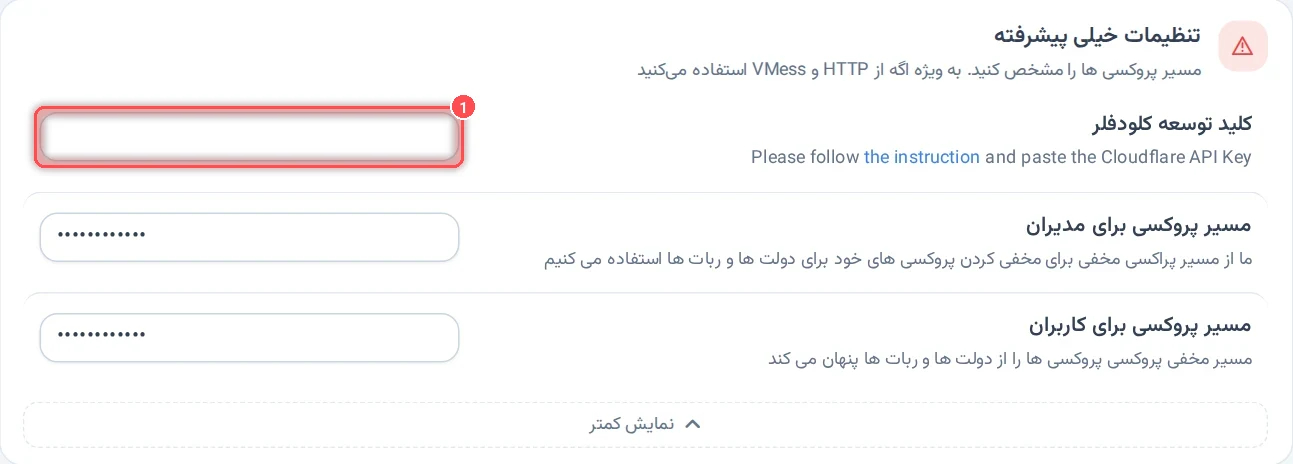 تنظیمات خیلی پیشرفته
مسیر پروکسی ها را مشخص کنید. به ویژه اگه از HTTP و VMess استفاده می‌کنید
1
کلید توسعه کلودفلر
Please follow the instruction and paste the Cloudflare API Key
مسیر پروکسی برای مدیران
••••••••••••
ما از مسیر پراکسی مخفی برای مخفی کردن پروکسی های خود برای دولت ها و ربات ها استفاده می کنیم
مسیر پروکسی برای کاربران
••••••••••••
مسیر مخفی پروکسی پروکسی ها را از دولت ها و ربات ها پنهان می کند
نمایش کمتر